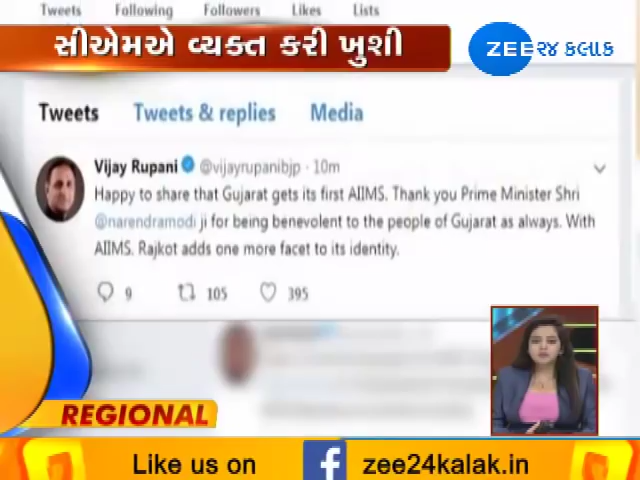 Tweets Following Followers Likes Lists
સીએમએ વ્યક્ત કરી ખુશી
ZEE ૨૪ કલાક
Tweets Tweets & replies Media
Vijay Rupani @vijayrupanibjp · 10m
Happy to share that Gujarat gets its first AIIMS. Thank you Prime Minister Shri
@narendramodi ji for being benevolent to the people of Gujarat as always. With
AIIMS. Rajkot adds one more facet to its identity.
9 105 395
REGIONAL
Like us on f zee24kalak.in